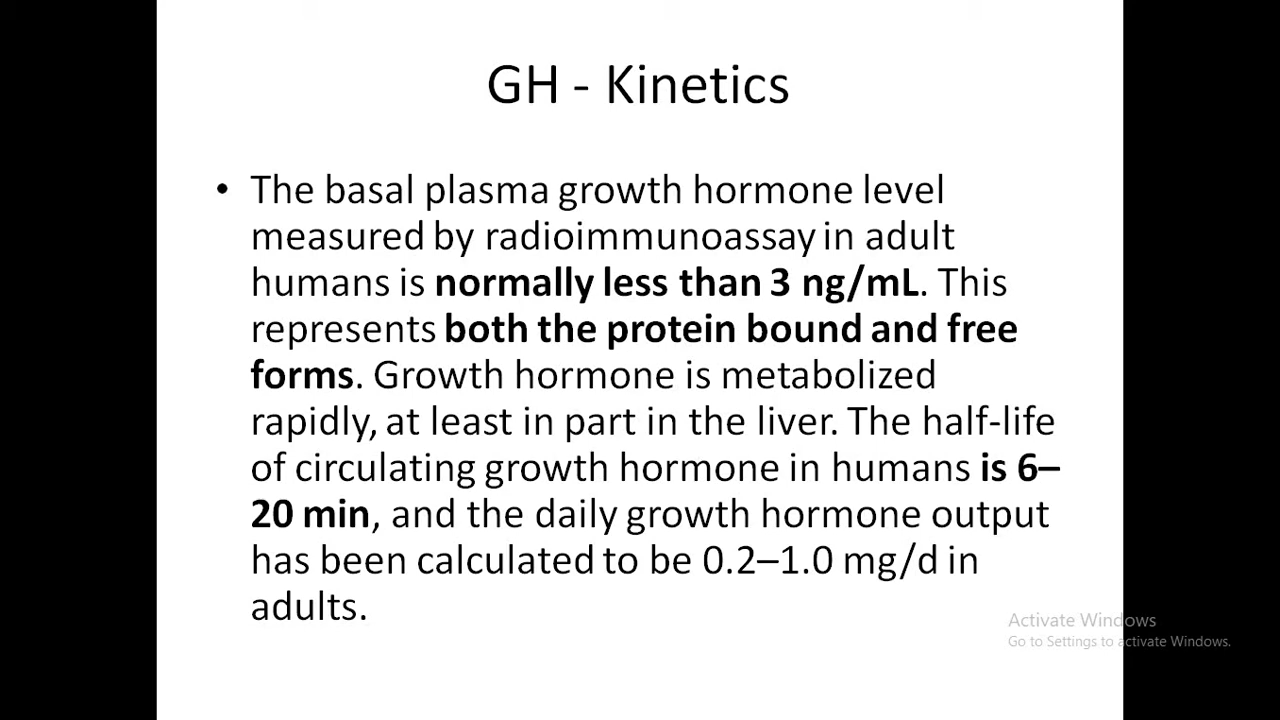 GH - Kinetics
• The basal plasma growth hormone level
measured by radioimmunoassay in adult
humans is normally less than 3 ng/mL. This
represents both the protein bound and free
forms. Growth hormone is metabolized
rapidly, at least in part in the liver. The half-life
of circulating growth hormone in humans is 6–
20 min, and the daily growth hormone output
has been calculated to be 0.2–1.0 mg/d in
adults.
Activate Windows
Go to Settings to activate Windows.